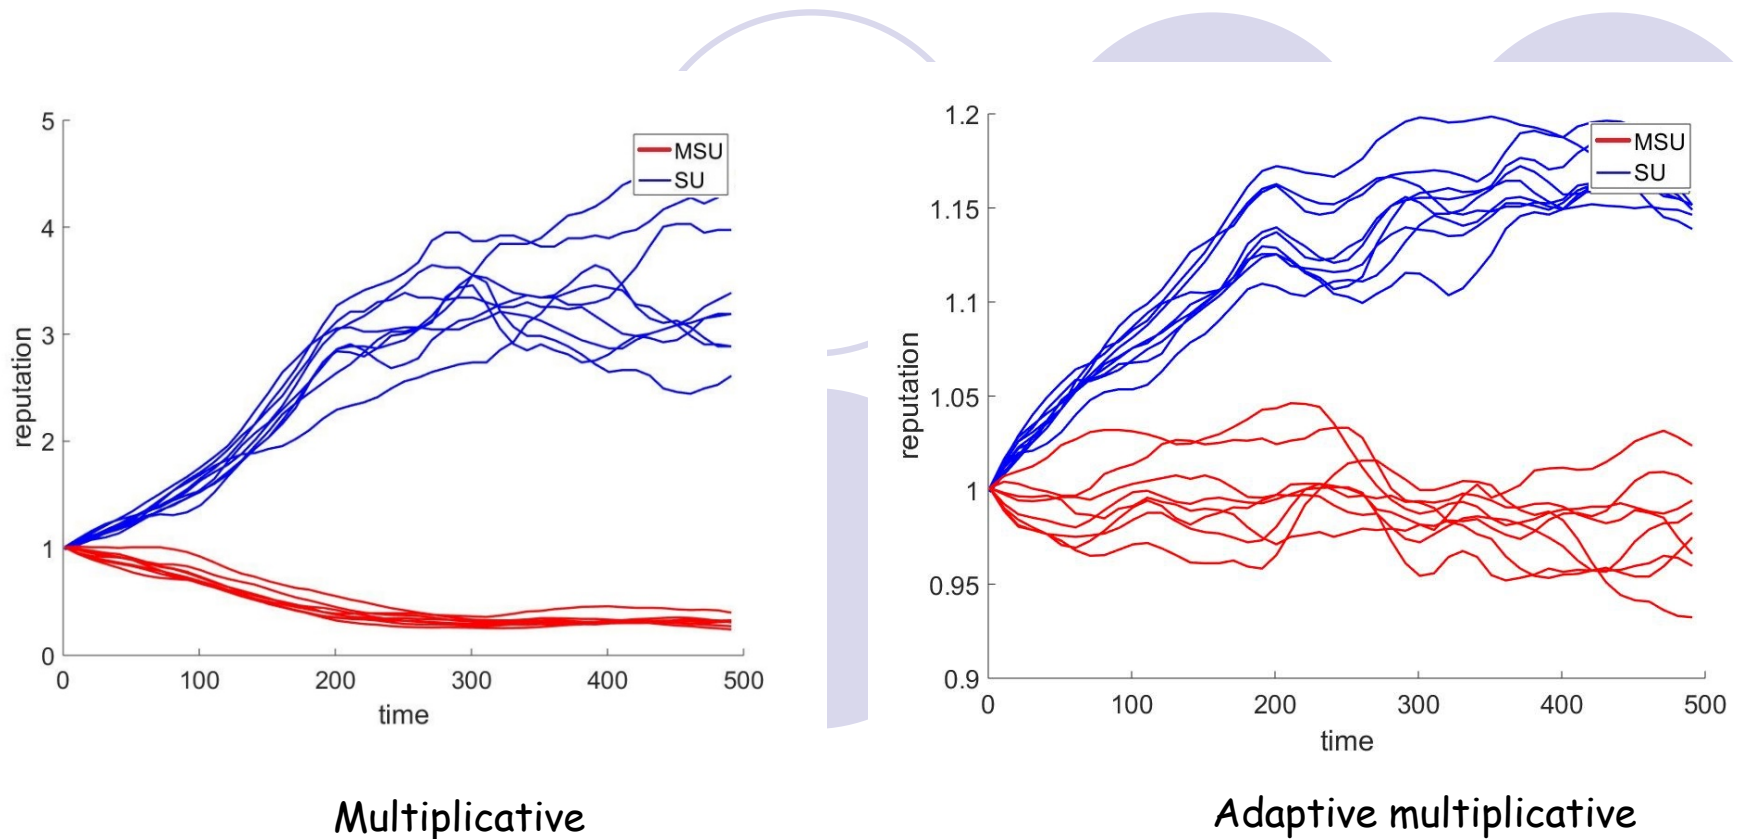 5
4
3
2
1
0
reputation
0 100 200 300 400 500
time
MSU
SU
Multiplicative
1.2
1.15
1.1
1.05
1
0.95
0.9
reputation
0 100 200 300 400 500
time
MSU
SU
Adaptive multiplicative